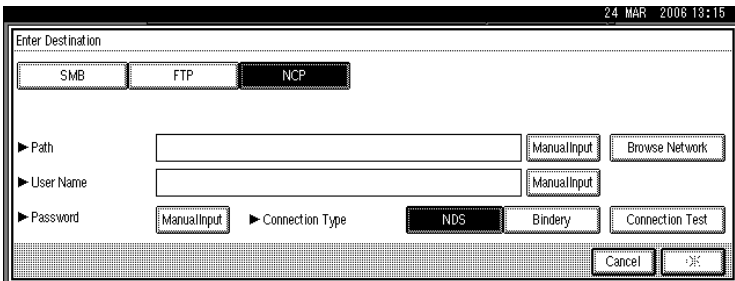 24 MAR 2006 13:15
Enter Destination
SMB FTP NCP
►Path ManualInput Browse Network
►User Name ManualInput
►Password ManualInput ►Connection Type NDS Bindery Connection Test
Cancel OK